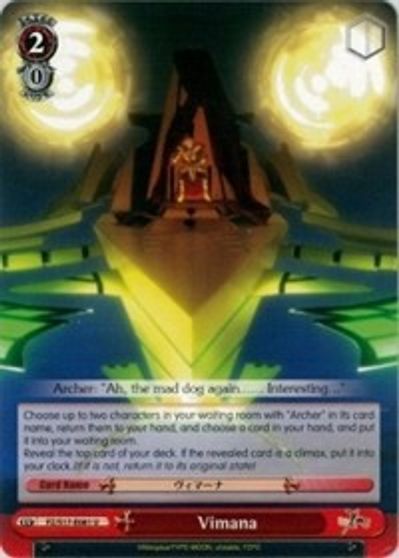 2
0
Archer: "Ah, the mad dog again...... Interesting..."
Choose up to two characters in your waiting room with "Archer" in its card
name, return them to your hand, and choose a card in your hand, and put
it into your waiting room.
Reveal the top card of your deck. If the revealed card is a climax, put it into
your clock. (If it is not, return it to its original state)
Card Name
ヴィマーナ
Vimana